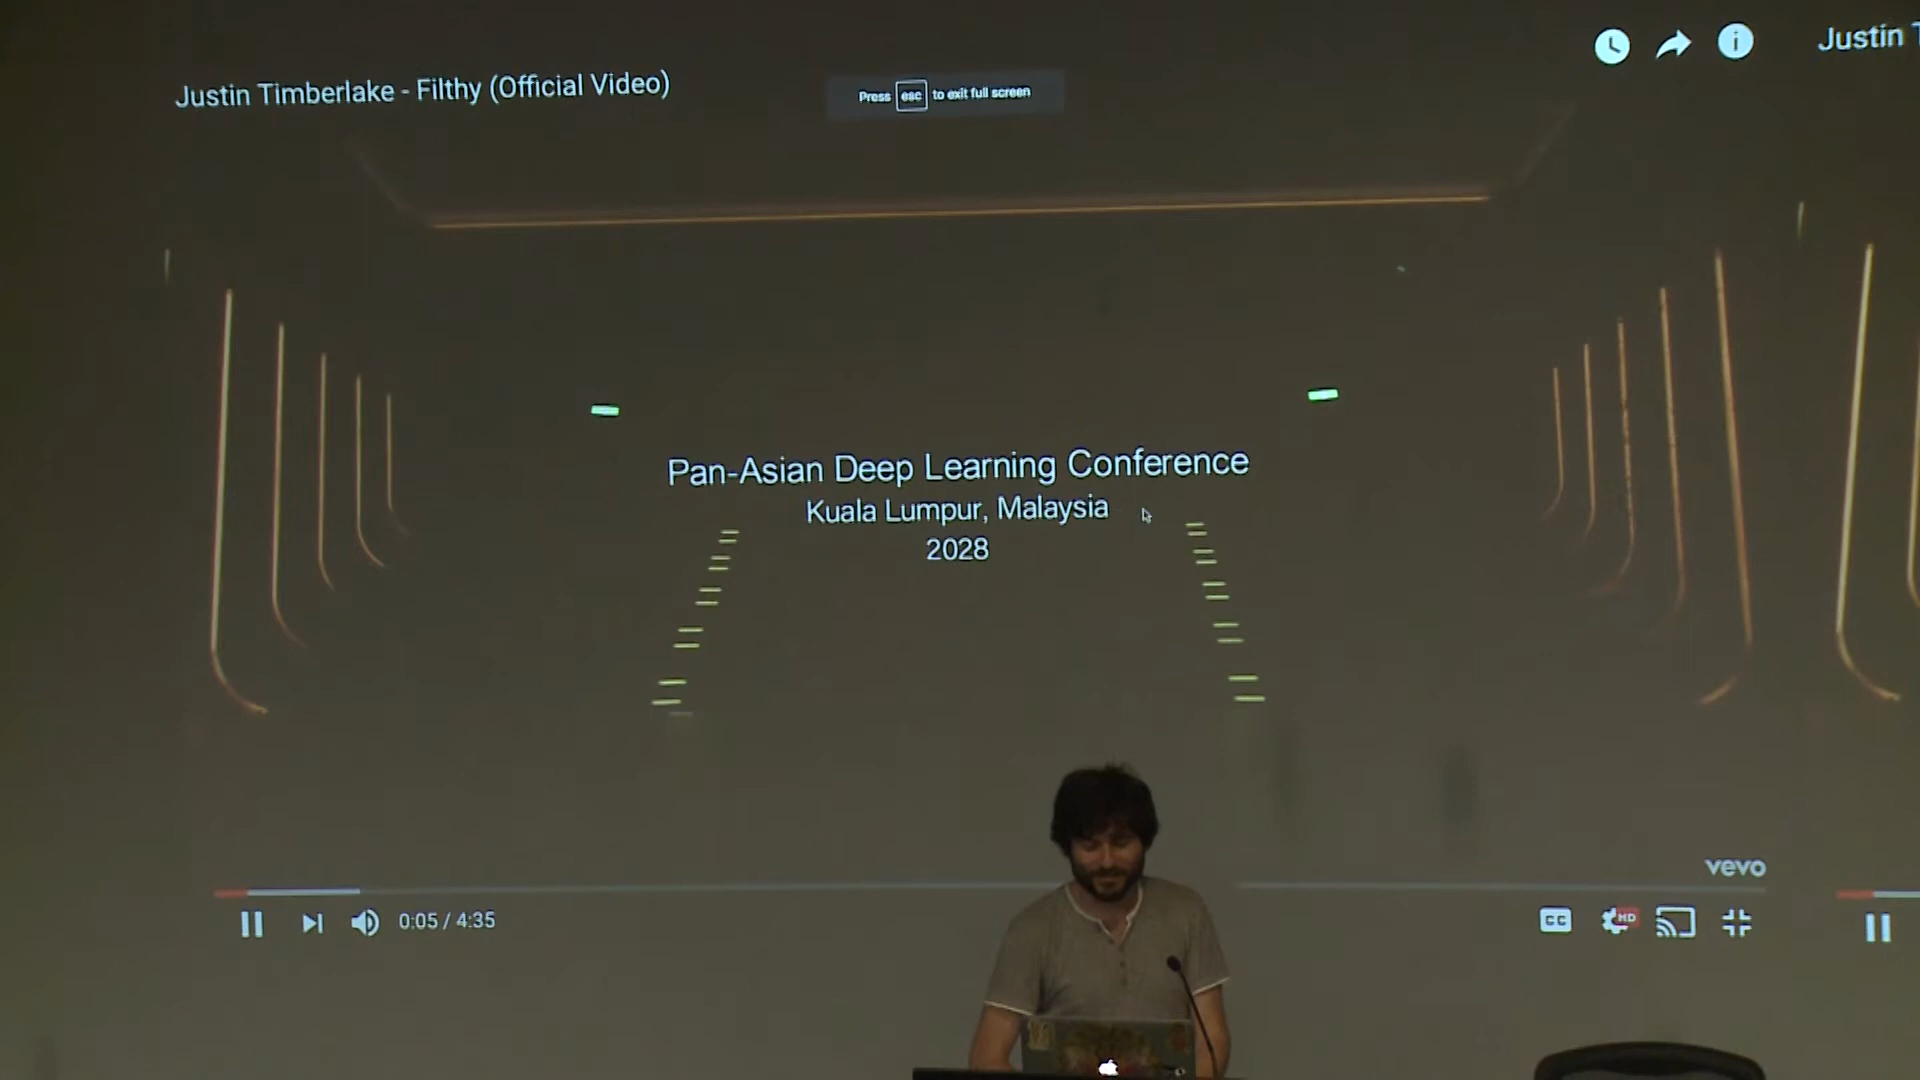 Justin Timberlake - Filthy (Official Video)
Press esc to exit full screen
Justin
Pan-Asian Deep Learning Conference
Kuala Lumpur, Malaysia
2028
vevo
0:05 / 4:35
CC
HD